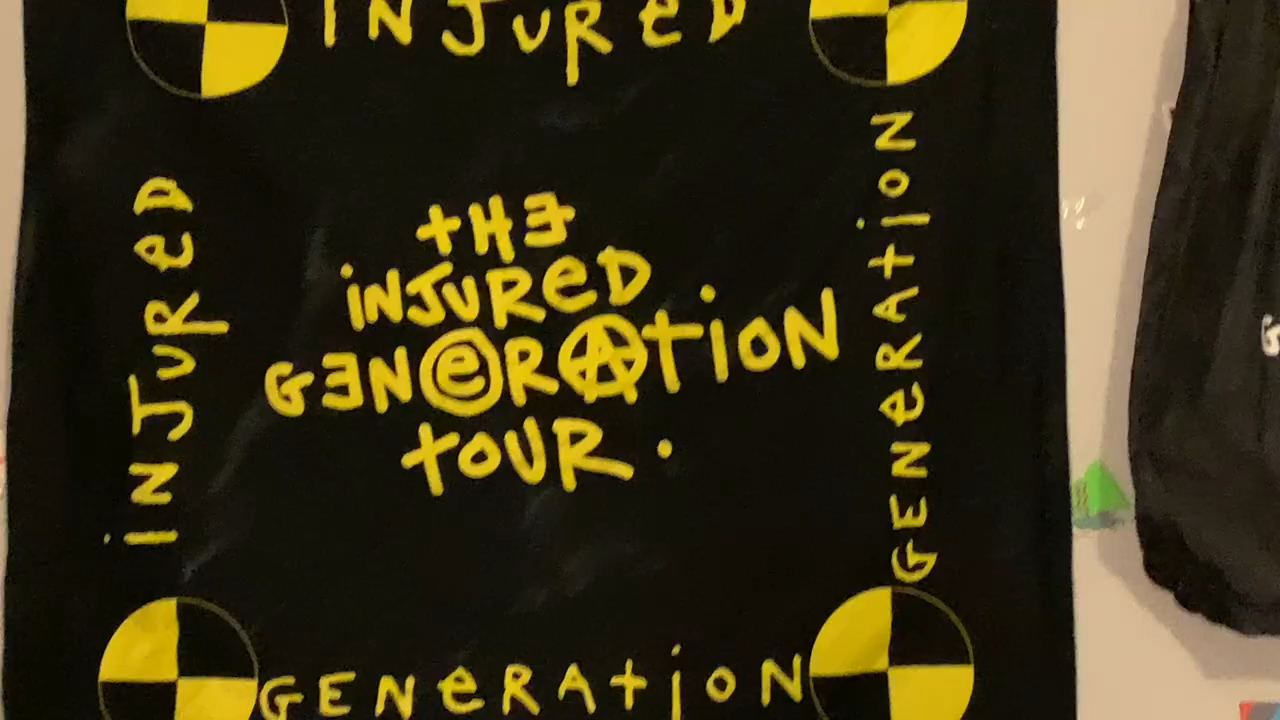 iNJURED
iNJUReD
tHE
iNJUReD
GENeRAtiON
tOUR.
GENeRAtiON
GENeRAtiON